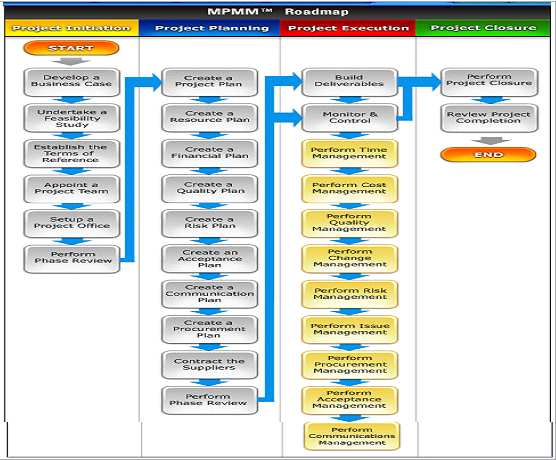 MPMM™ Roadmap
Project Initiation
Project Planning
Project Execution
Project Closure
START
Develop a
Business Case
Undertake a
Feasibility
Study
Establish the
Terms of
Reference
Appoint a
Project Team
Setup a
Project Office
Perform
Phase Review
Create a
Project Plan
Create a
Resource Plan
Create a
Financial Plan
Create a
Quality Plan
Create a
Risk Plan
Create an
Acceptance
Plan
Create a
Communication
Plan
Create a
Procurement
Plan
Contract the
Suppliers
Perform
Phase Review
Build
Deliverables
Monitor &
Control
Perform Time
Management
Perform Cost
Management
Perform
Quality
Management
Perform
Change
Management
Perform Risk
Management
Perform Issue
Management
Perform
Procurement
Management
Perform
Acceptance
Management
Perform
Communications
Management
Perform
Project Closure
Review Project
Completion
END